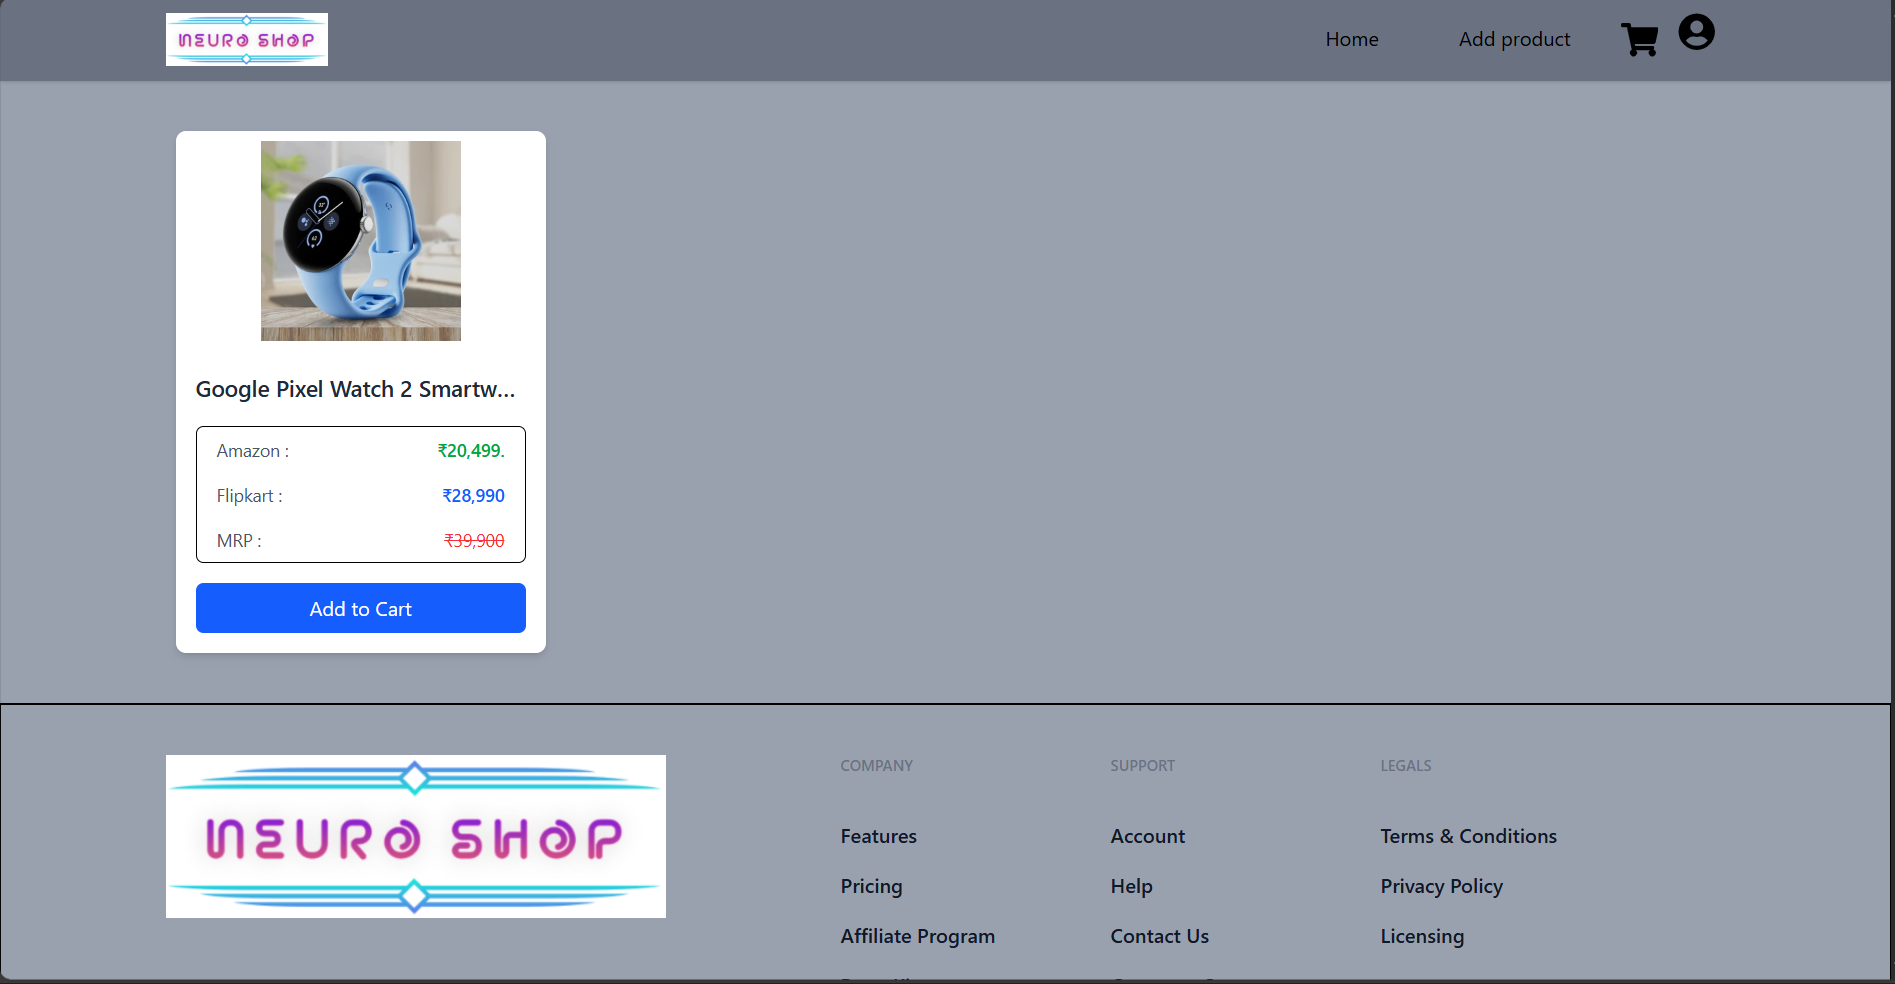 NEURO SHOP
Home
Add product
Google Pixel Watch 2 Smartw...
Amazon : ₹20,499.
Flipkart : ₹28,990
MRP : ₹39,900
Add to Cart
NEURO SHOP
COMPANY
SUPPORT
LEGALS
Features
Account
Terms & Conditions
Pricing
Help
Privacy Policy
Affiliate Program
Contact Us
Licensing